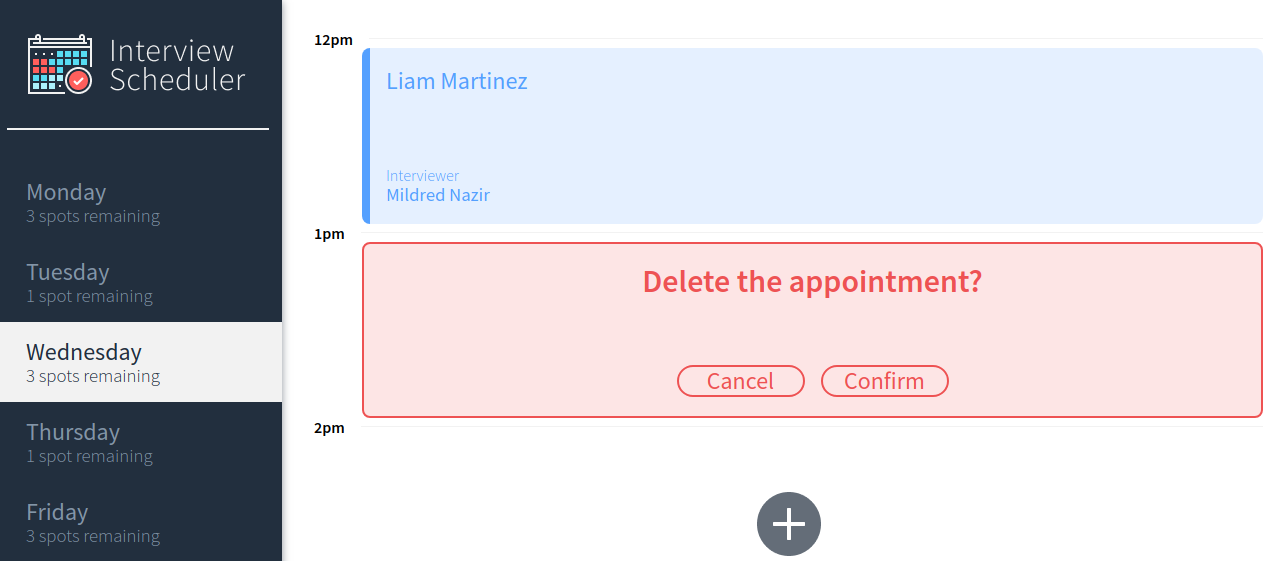 Interview
Scheduler
Monday
3 spots remaining
Tuesday
1 spot remaining
Wednesday
3 spots remaining
Thursday
1 spot remaining
Friday
3 spots remaining
12pm
Liam Martinez
Interviewer
Mildred Nazir
1pm
Delete the appointment?
Cancel Confirm
2pm